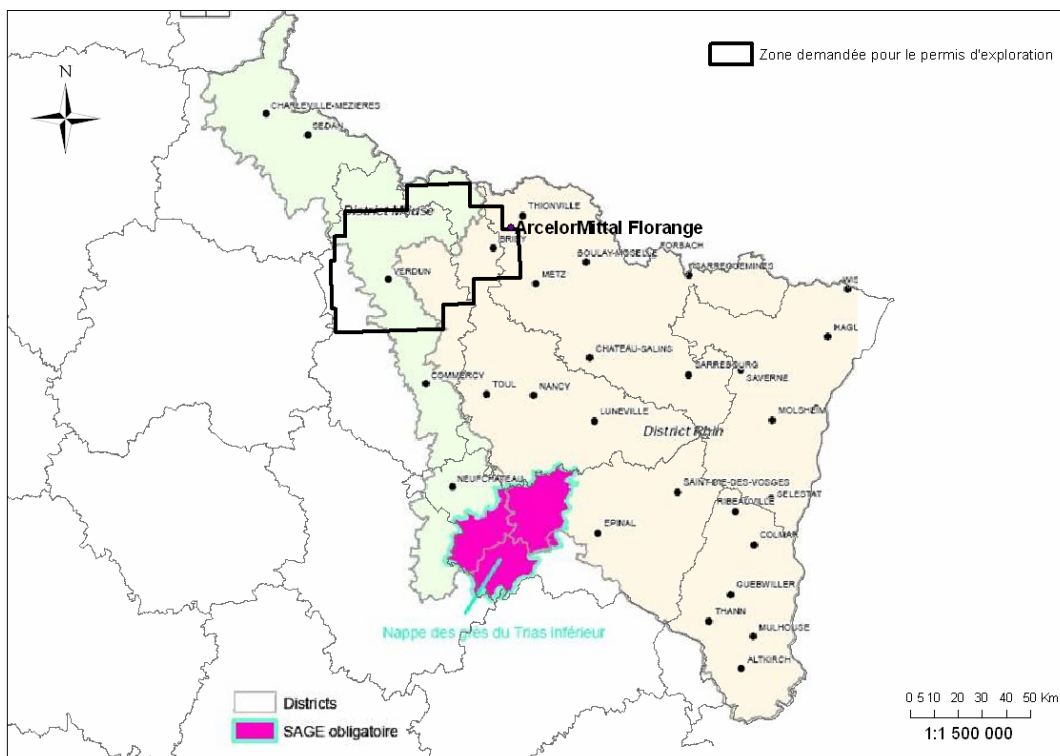 Zone demandée pour le permis d'exploration
N
CHARLEVILLE-MEZIERES
SEDAN
District Meuse
THIONVILLE
ArcelorMittal Florange
BRIEY
FORBACH
BOULAY-MOSELLE
SARREGUEMINES
VERDUN
METZ
WIS
HAGU
CHATEAU-SALINS
SARREBOURG
SAVERNE
COMMERCY
TOUL
NANCY
MOLSHEIM
LUNEVILLE
District Rhin
NEUFCHATEAU
SAINT-DIE-DES-VOSGES
SELESTAT
RIBEAUVILLE
EPINAL
COLMAR
GUEBWILLER
THANN
MULHOUSE
Nappe des grès du Trias Inférieur
ALTKIRCH
Districts
SAGE obligatoire
0 5 10 20 30 40 50 Km
1:1 500 000